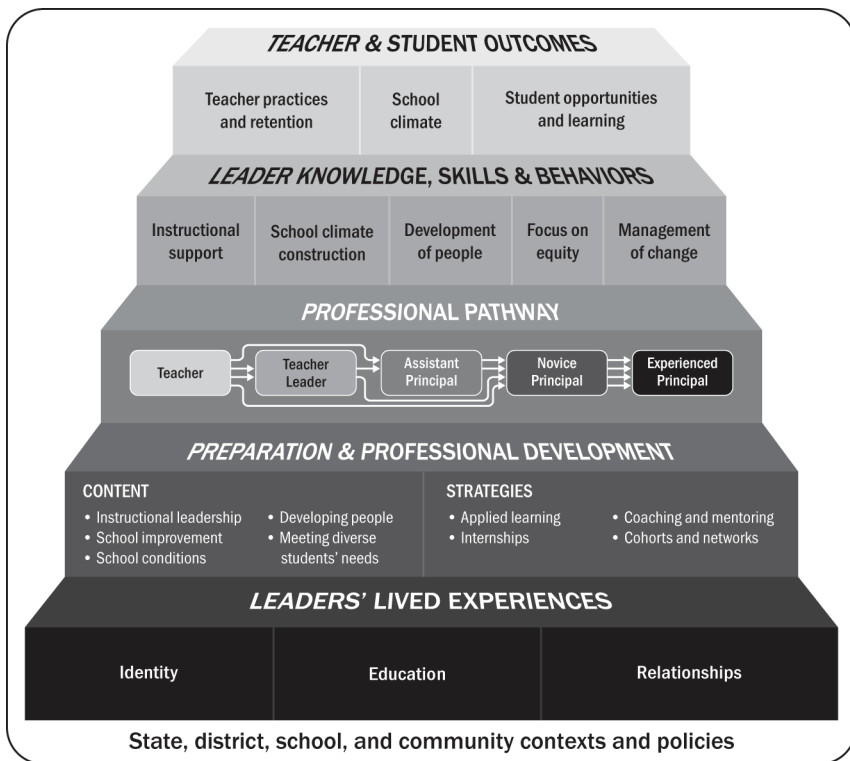 TEACHER & STUDENT OUTCOMES
Teacher practices
and retention
School
climate
Student opportunities
and learning
LEADER KNOWLEDGE, SKILLS & BEHAVIORS
Instructional
support
School climate
construction
Development
of people
Focus on
equity
Management
of change
PROFESSIONAL PATHWAY
Teacher
Teacher
Leader
Assistant
Principal
Novice
Principal
Experienced
Principal
PREPARATION & PROFESSIONAL DEVELOPMENT
CONTENT
• Instructional leadership
• School improvement
• School conditions
• Developing people
• Meeting diverse
students’ needs
STRATEGIES
• Applied learning
• Internships
• Coaching and mentoring
• Cohorts and networks
LEADERS’ LIVED EXPERIENCES
Identity
Education
Relationships
State, district, school, and community contexts and policies